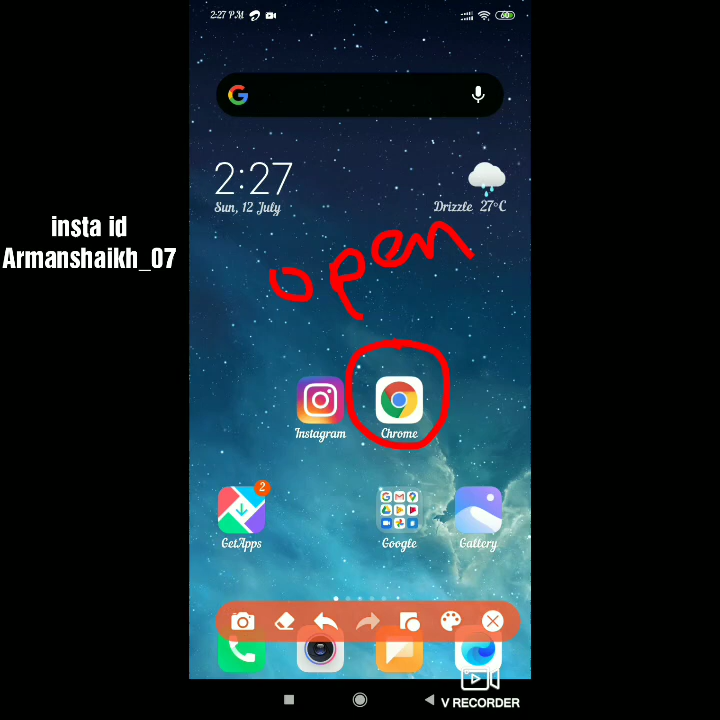 2:27 P.M
60
2:27
Sun, 12 July
Drizzle 27°C
insta id
Armanshaikh_07
open
Instagram
Chrome
2
GetApps
Google
Gallery
V RECORDER